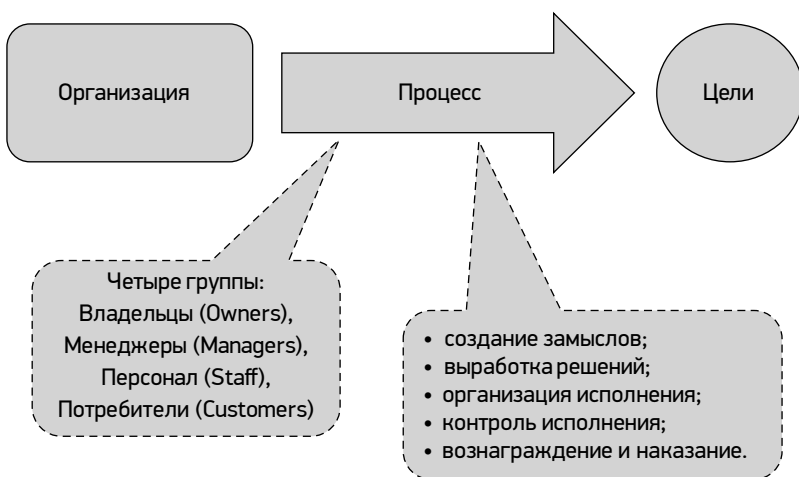 Организация
Процесс
Цели
Четыре группы:
Владельцы (Owners),
Менеджеры (Managers),
Персонал (Staff),
Потребители (Customers)
• создание замыслов;
• выработка решений;
• организация исполнения;
• контроль исполнения;
• вознаграждение и наказание.